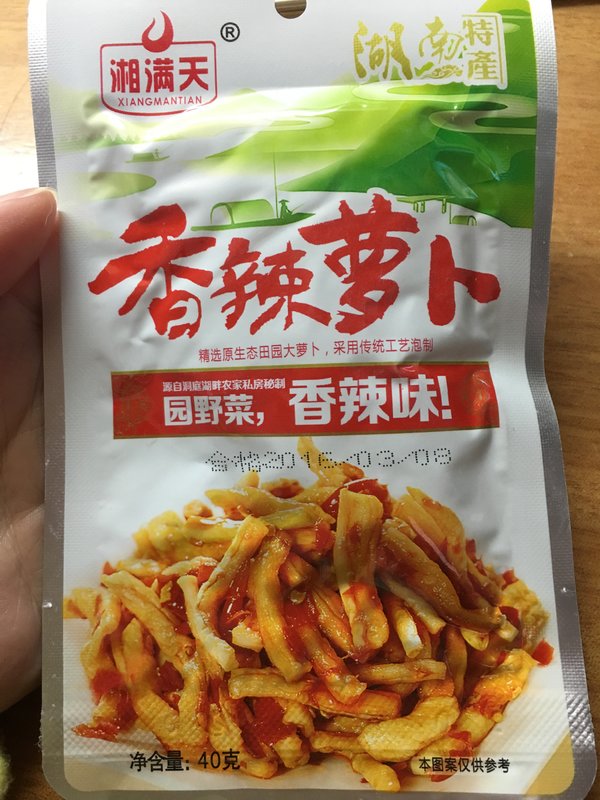 湘满天
XIANGMANTIAN
®
湖南特産
香辣萝卜
精选原生态田园大萝卜，采用传统工艺泡制
源自洞庭湖畔农家私房辣
园野菜，香辣味!
合格2016/03/08
净含量：40克
本图案仅供参考